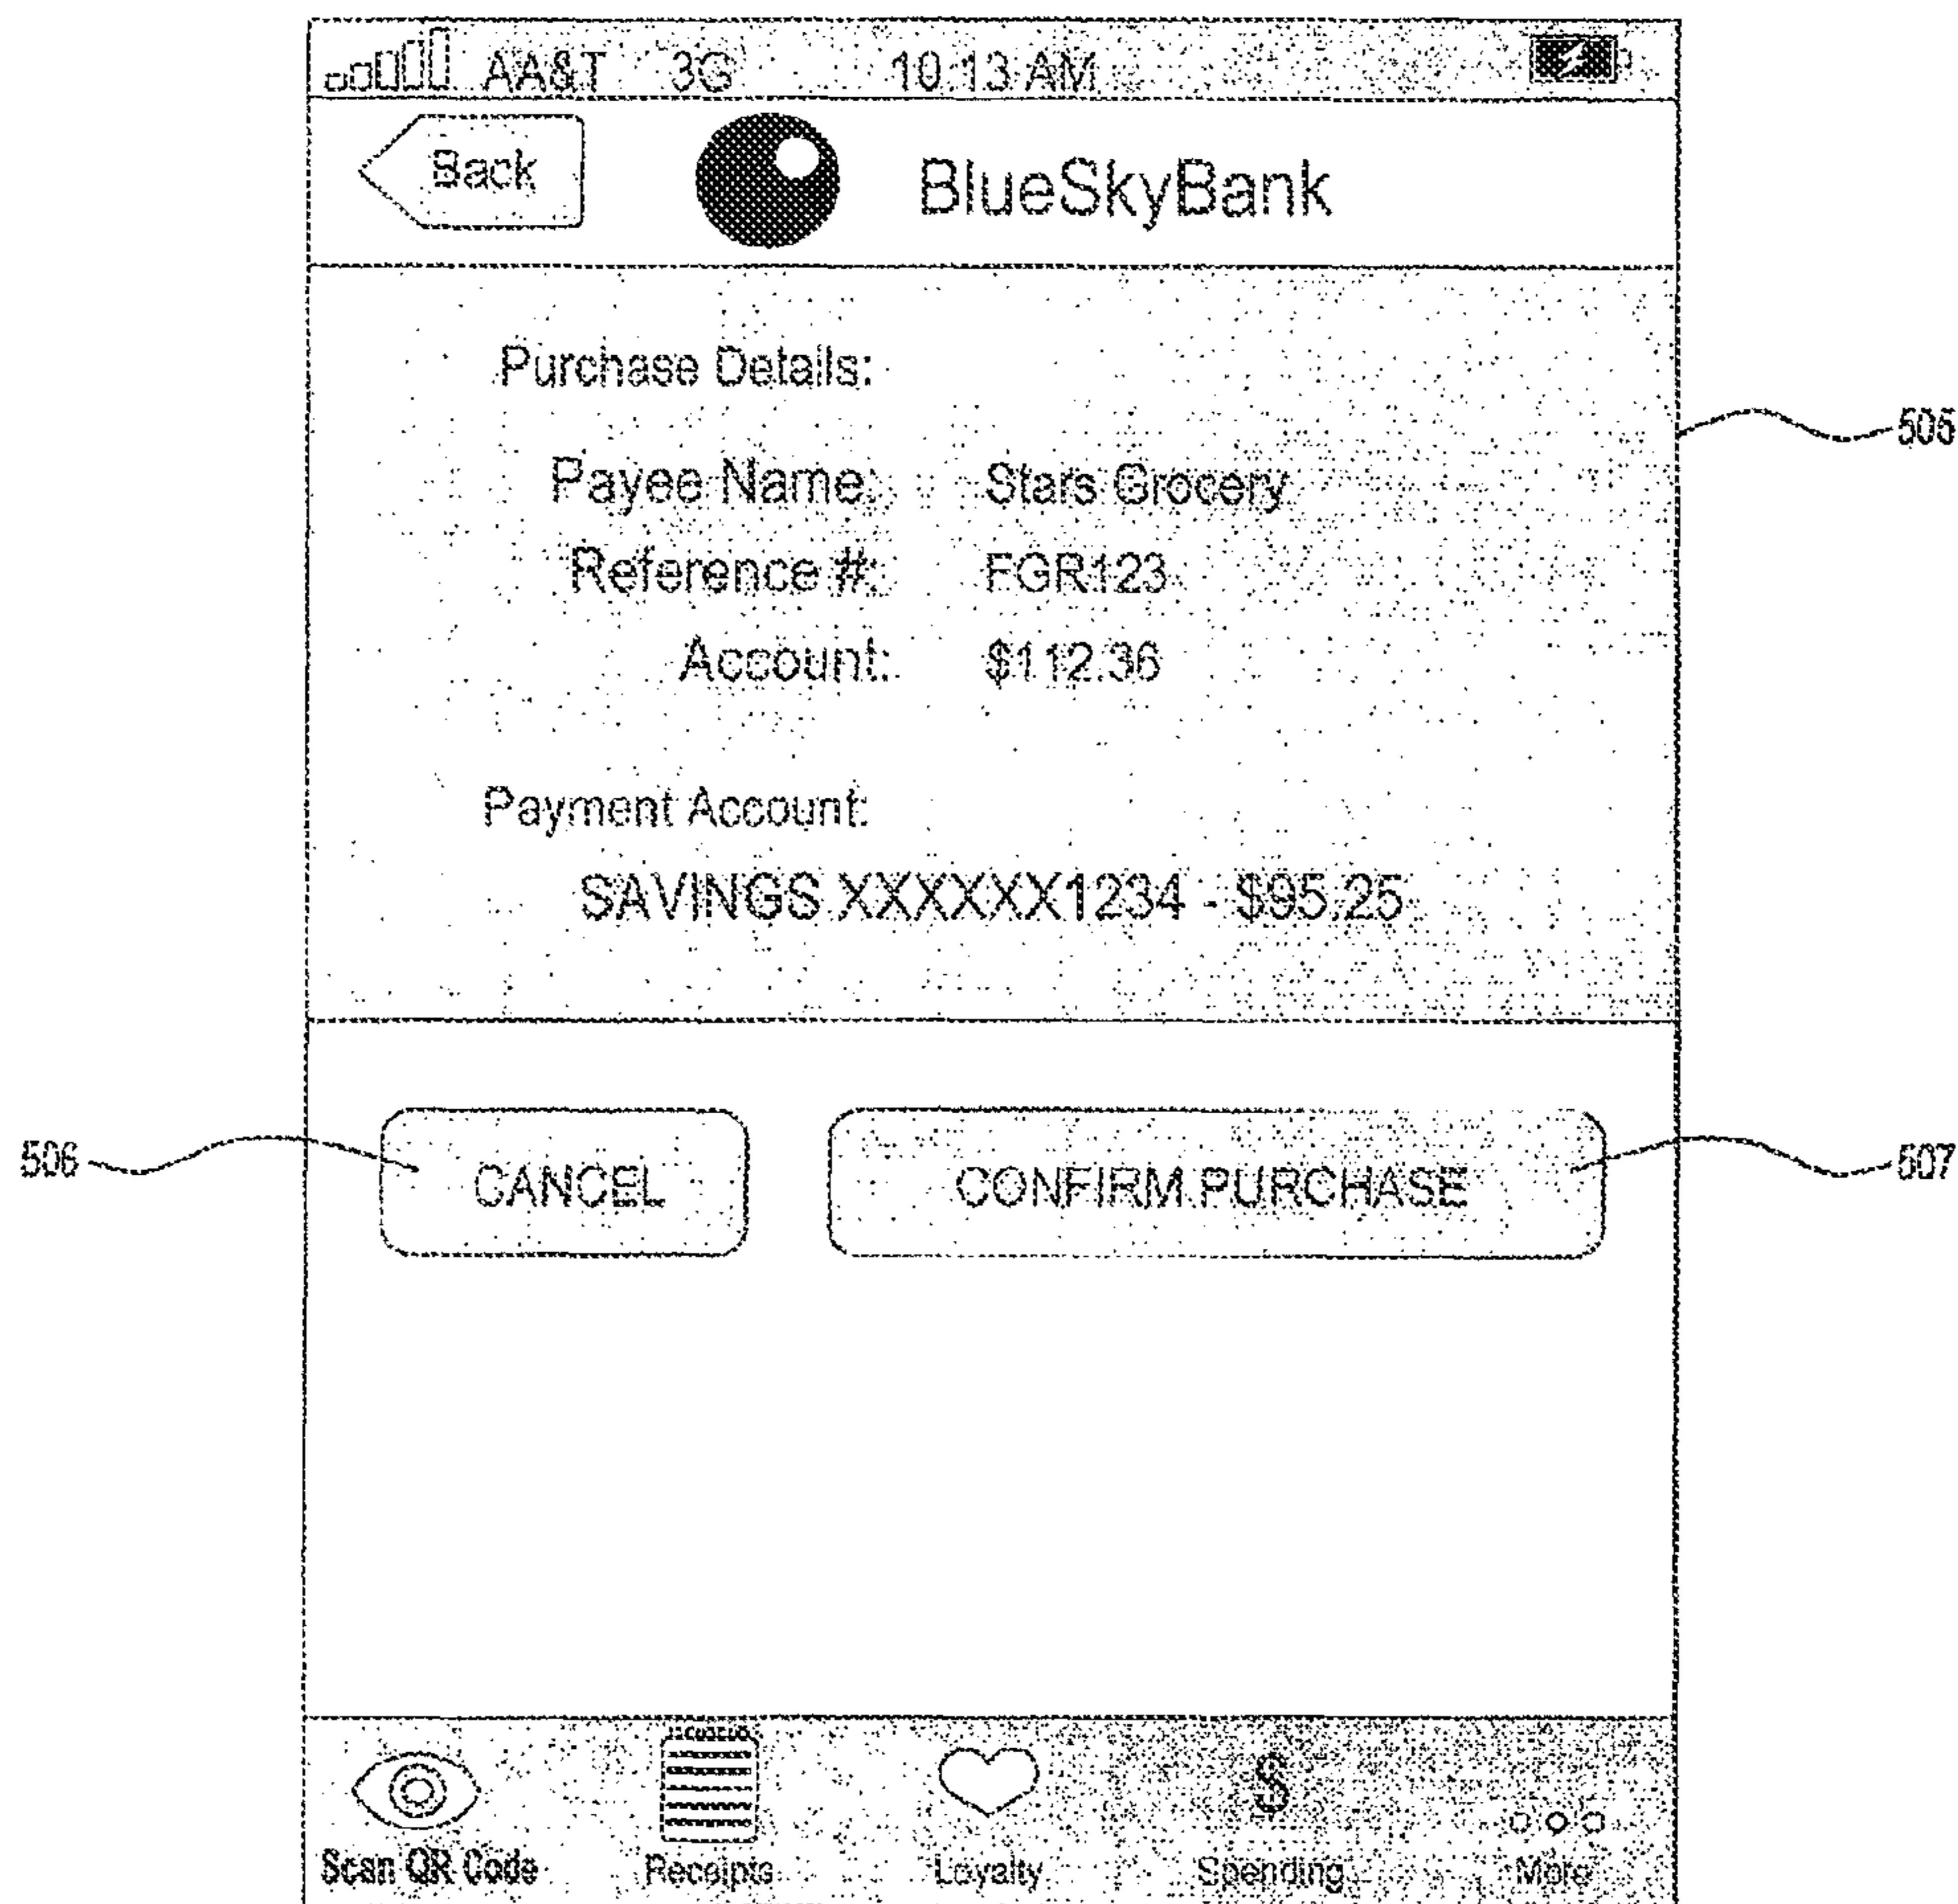 AA&T 3G 10:13 AM
Back BlueSkyBank
Purchase Details:
505
Payee Name: Stars Grocery
Reference #: FGR123
Account: $112.36
Payment Account:
SAVINGS XXXXXX1234 - $95.25
506 CANCEL CONFIRM PURCHASE 507
$
Scan QR Code Receipts Loyalty Spending More